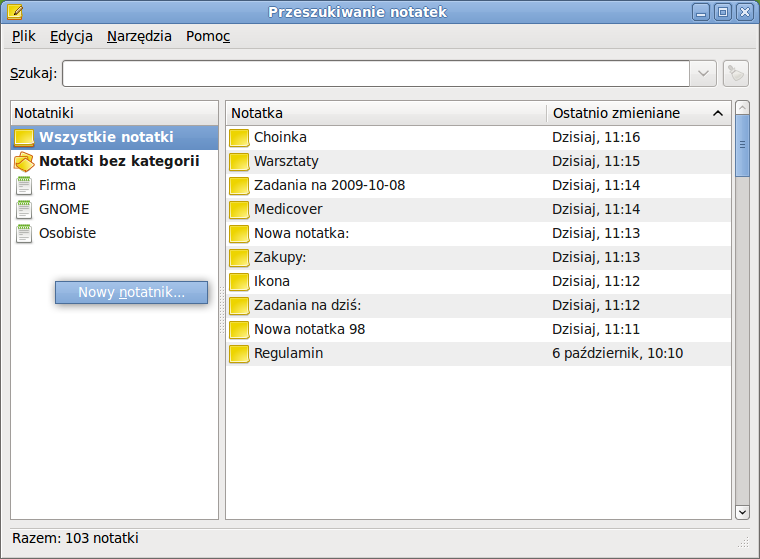 Przeszukiwanie notatek
Plik Edycja Narzędzia Pomoc
Szukaj:
Notatniki
Wszystkie notatki
Notatki bez kategorii
Firma
GNOME
Osobiste
Nowy notatnik...
Notatka Ostatnio zmieniane
Choinka Dzisiaj, 11:16
Warsztaty Dzisiaj, 11:15
Zadania na 2009-10-08 Dzisiaj, 11:14
Medicover Dzisiaj, 11:14
Nowa notatka: Dzisiaj, 11:13
Zakupy: Dzisiaj, 11:13
Ikona Dzisiaj, 11:12
Zadania na dziś: Dzisiaj, 11:12
Nowa notatka 98 Dzisiaj, 11:11
Regulamin 6 październik, 10:10
Razem: 103 notatki